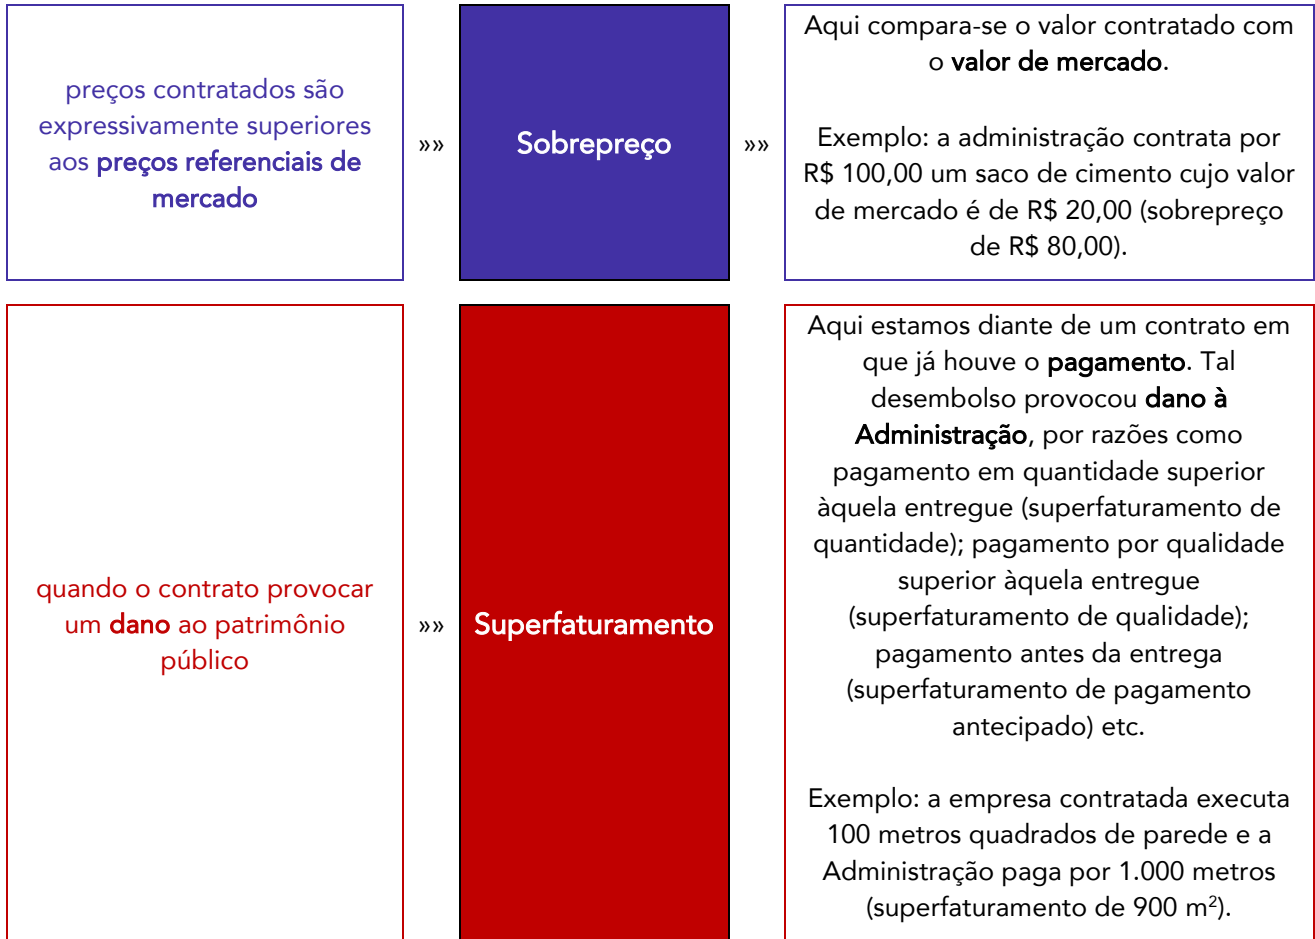 preços contratados são
expressivamente superiores
aos preços referenciais de
mercado
»»
Sobrepreço
»»
Aqui compara-se o valor contratado com
o valor de mercado.
Exemplo: a administração contrata por
R$ 100,00 um saco de cimento cujo valor
de mercado é de R$ 20,00 (sobrepreço
de R$ 80,00).
quando o contrato provocar
um dano ao patrimônio
público
»»
Superfaturamento
Aqui estamos diante de um contrato em
que já houve o pagamento. Tal
desembolso provocou dano à
Administração, por razões como
pagamento em quantidade superior
àquela entregue (superfaturamento de
quantidade); pagamento por qualidade
superior àquela entregue
(superfaturamento de qualidade);
pagamento antes da entrega
(superfaturamento de pagamento
antecipado) etc.
Exemplo: a empresa contratada executa
100 metros quadrados de parede e a
Administração paga por 1.000 metros
(superfaturamento de 900 m²).